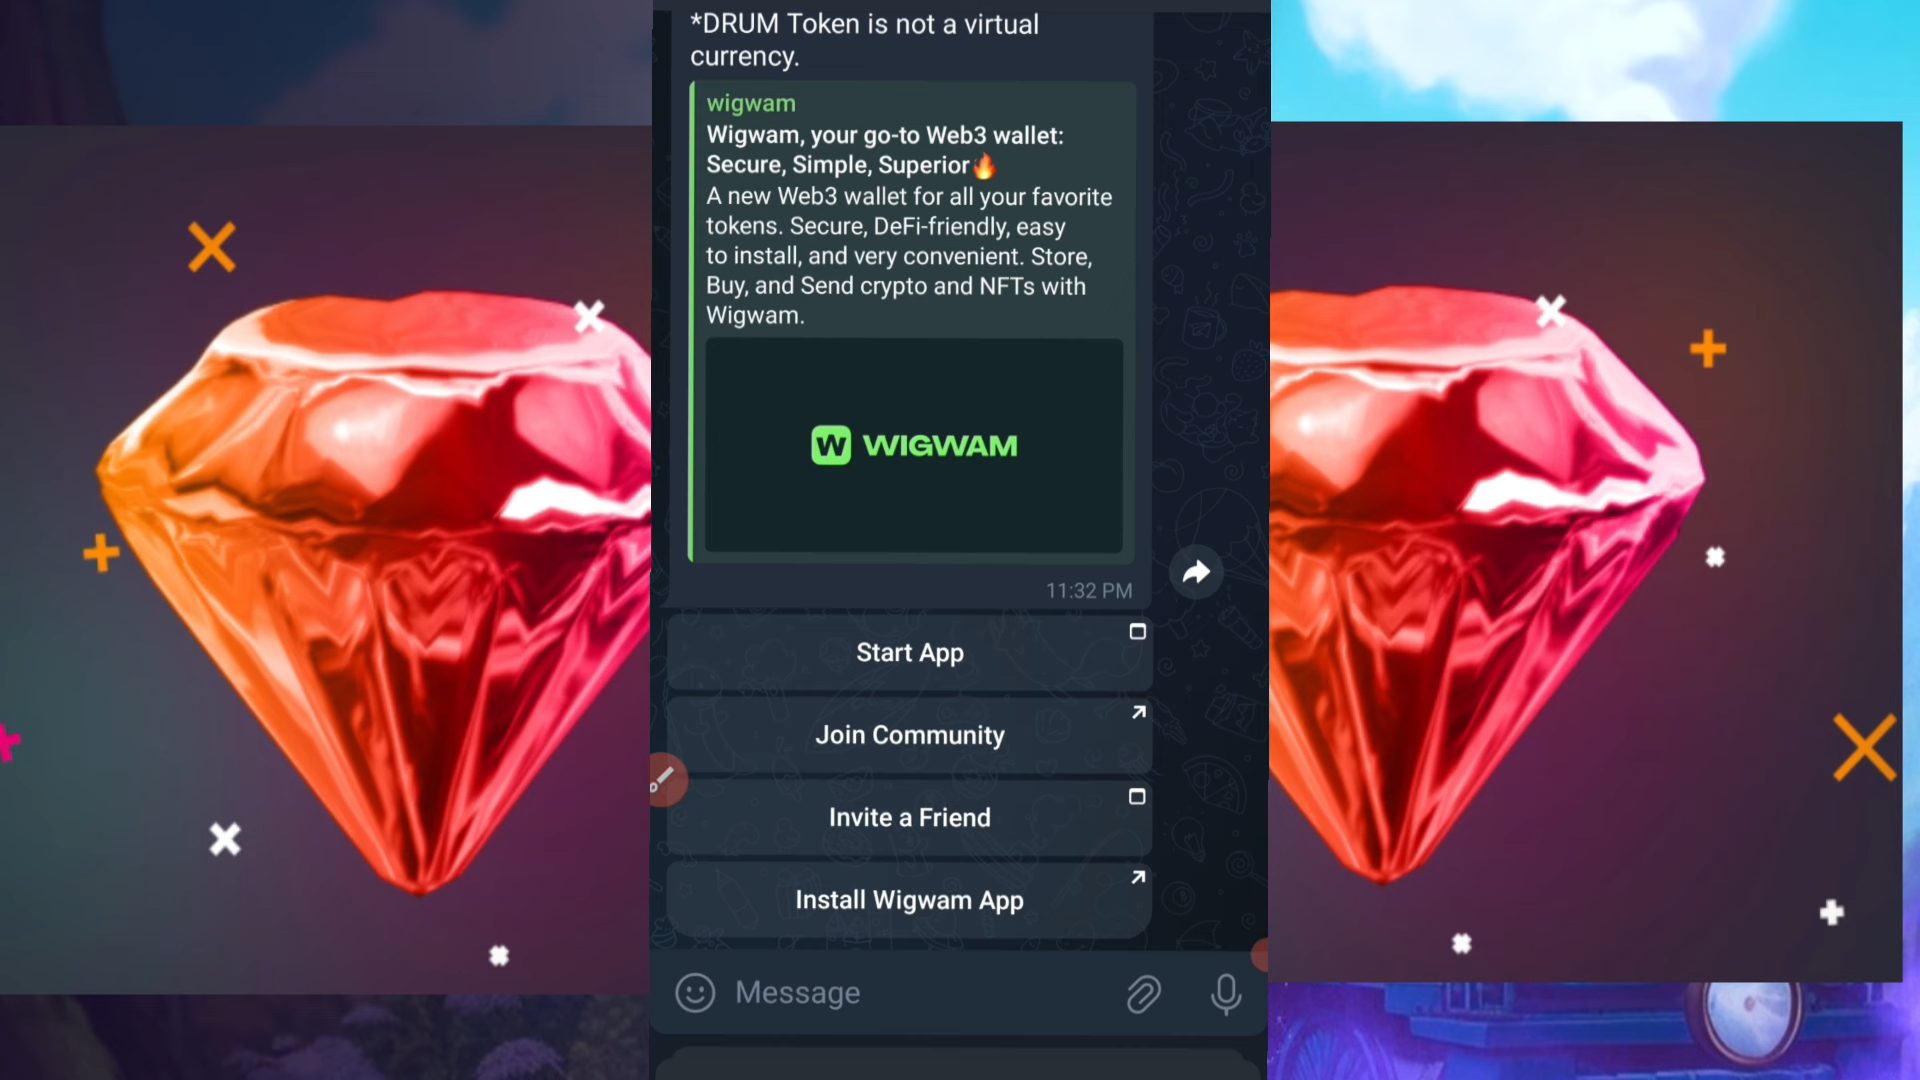 *DRUM Token is not a virtual
currency.
wigwam
Wigwam, your go-to Web3 wallet:
Secure, Simple, Superior🔥
A new Web3 wallet for all your favorite
tokens. Secure, DeFi-friendly, easy
to install, and very convenient. Store,
Buy, and Send crypto and NFTs with
Wigwam.
W WIGWAM
11:32 PM
Start App
Join Community
Invite a Friend
Install Wigwam App
Message